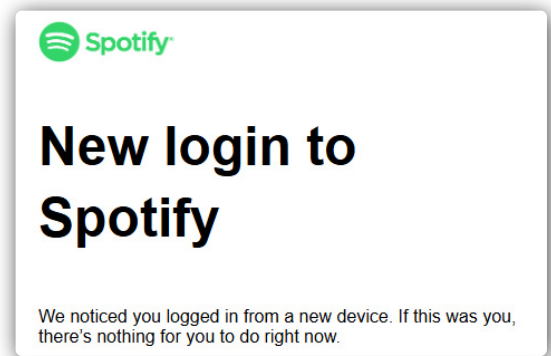 Spotify
New login to
Spotify
We noticed you logged in from a new device. If this was you,
there's nothing for you to do right now.